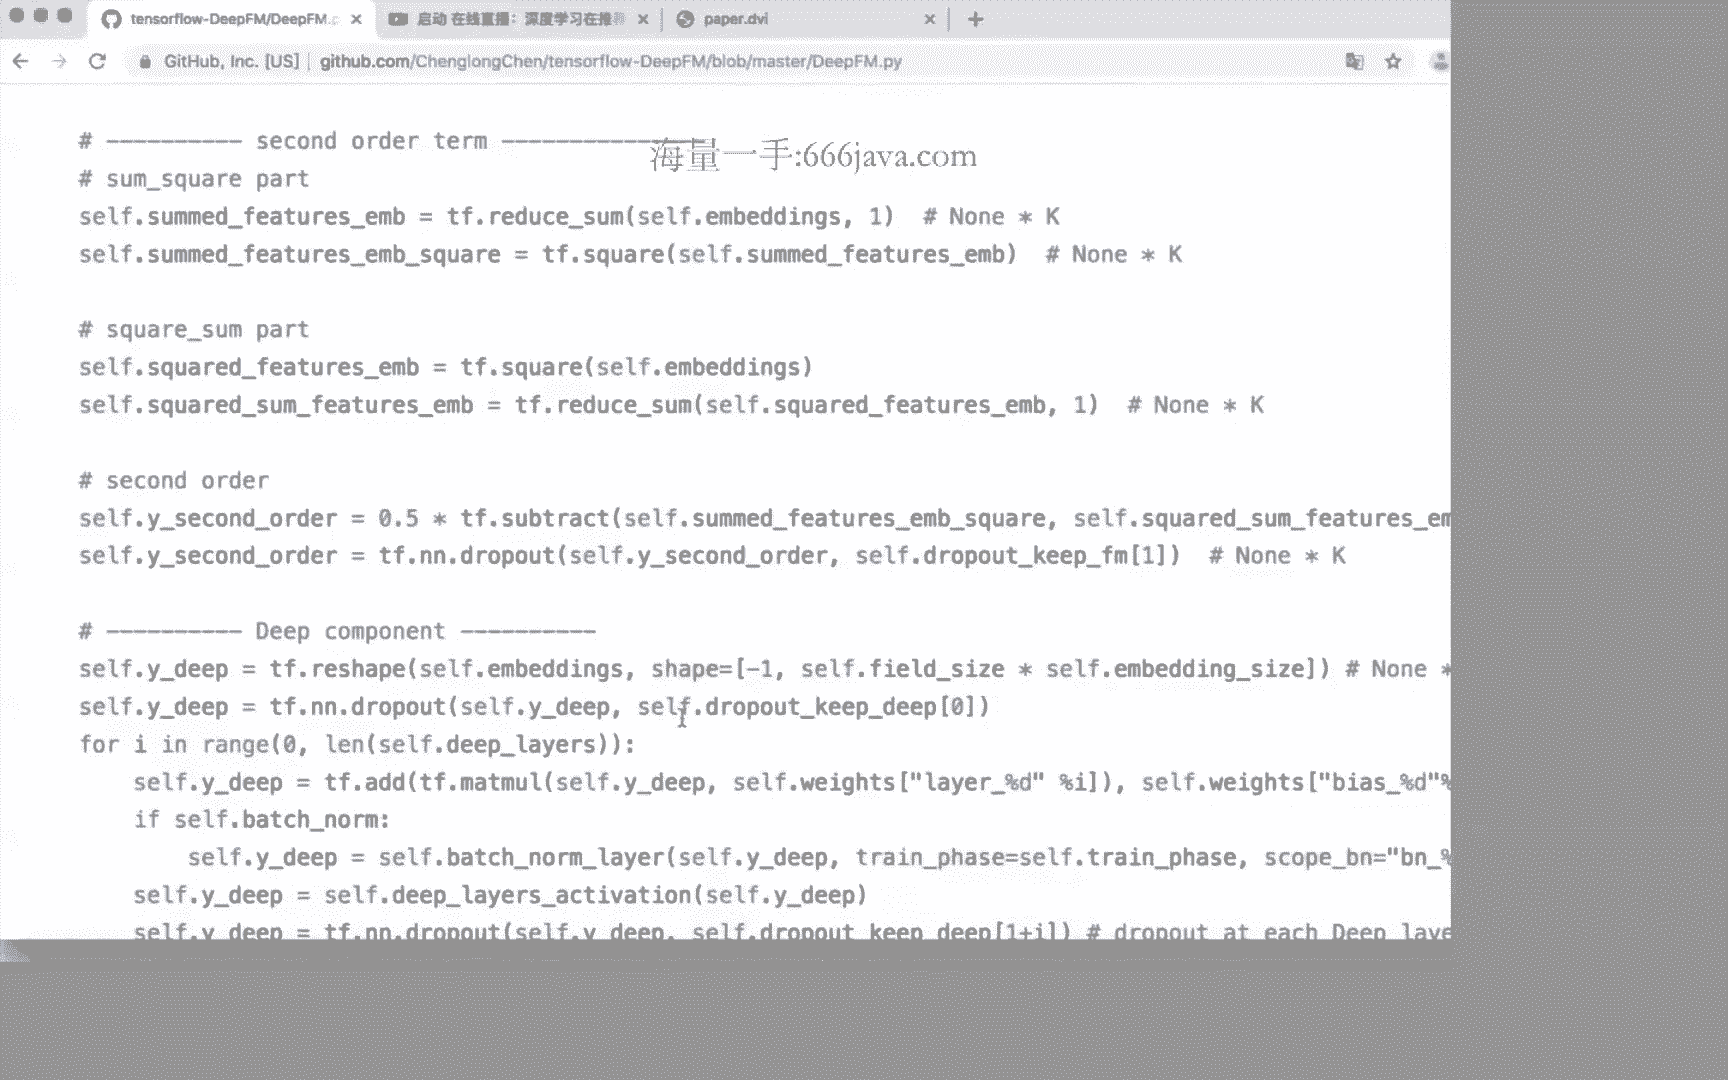 tensorflow-DeepFM/DeepFM.c
启动 在线直播：深度学习在推
paper.dvi
GitHub, Inc. [US] | github.com/ChenglongChen/tensorflow-DeepFM/blob/master/DeepFM.py
# ---------- second order term ---------------
海量一手:666java.com
# sum_square part
self.summed_features_emb = tf.reduce_sum(self.embeddings, 1)  # None * K
self.summed_features_emb_square = tf.square(self.summed_features_emb)  # None * K
# square_sum part
self.squared_features_emb = tf.square(self.embeddings)
self.squared_sum_features_emb = tf.reduce_sum(self.squared_features_emb, 1)  # None * K
# second order
self.y_second_order = 0.5 * tf.subtract(self.summed_features_emb_square, self.squared_sum_features_em
self.y_second_order = tf.nn.dropout(self.y_second_order, self.dropout_keep_fm[1])  # None * K
# ---------- Deep component ----------
self.y_deep = tf.reshape(self.embeddings, shape=[-1, self.field_size * self.embedding_size]) # None *
self.y_deep = tf.nn.dropout(self.y_deep, self.dropout_keep_deep[0])
for i in range(0, len(self.deep_layers)):
self.y_deep = tf.add(tf.matmul(self.y_deep, self.weights["layer_%d" %i]), self.weights["bias_%d"%
if self.batch_norm:
self.y_deep = self.batch_norm_layer(self.y_deep, train_phase=self.train_phase, scope_bn="bn_%
self.y_deep = self.deep_layers_activation(self.y_deep)
self.y_deep = tf.nn.dropout(self.y_deep, self.dropout_keep_deep[1+i]) # dropout at each Deep laye